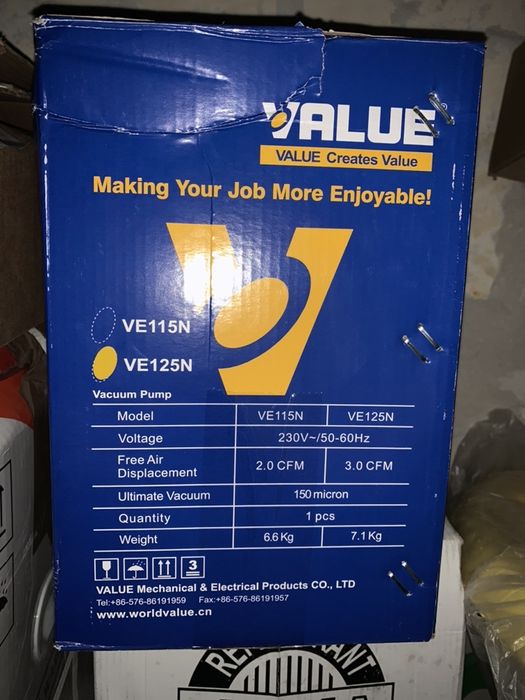 VALUE
VALUE Creates Value
Making Your Job More Enjoyable!
VE115N
VE125N
Vacuum Pump
Model VE115N VE125N
Voltage 230V~/50-60Hz
Free Air Displacement 2.0 CFM 3.0 CFM
Ultimate Vacuum 150 micron
Quantity 1 pcs
Weight 6.6 Kg 7.1 Kg
3
VALUE Mechanical & Electrical Products CO., LTD
Tel:+86-576-86191959 Fax:+86-576-86191957
www.worldvalue.cn